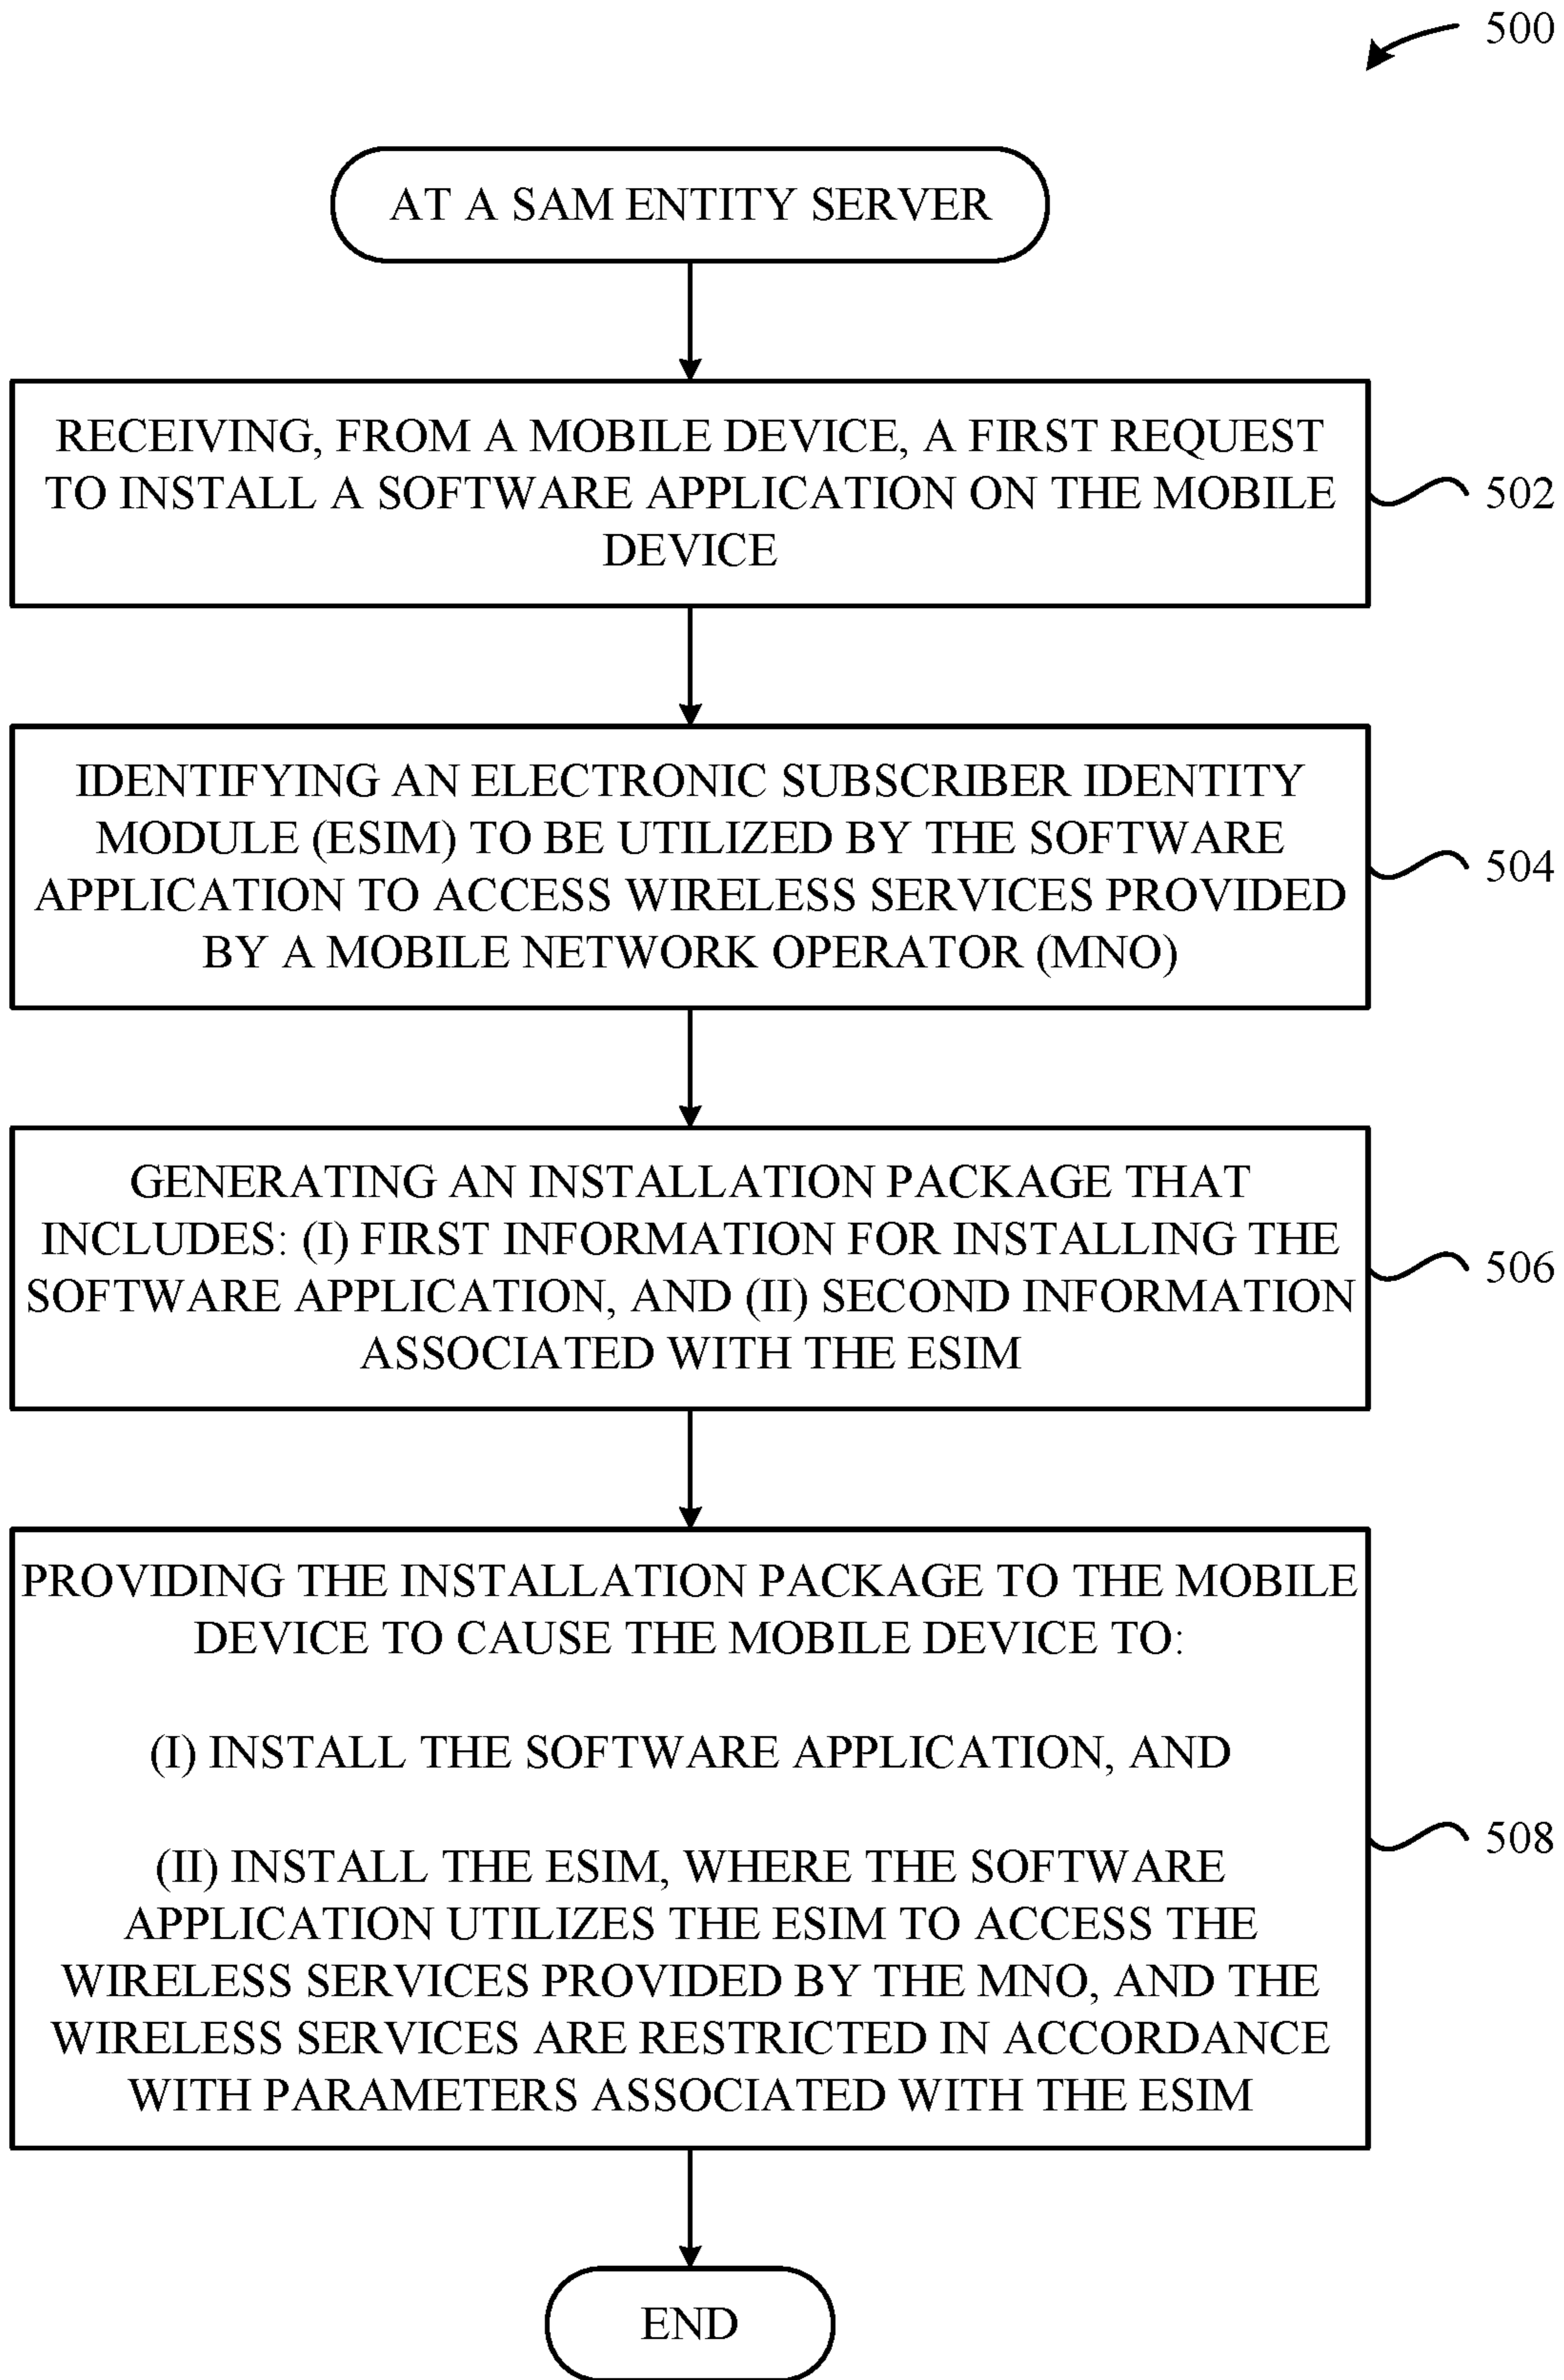 500
AT A SAM ENTITY SERVER
RECEIVING, FROM A MOBILE DEVICE, A FIRST REQUEST
TO INSTALL A SOFTWARE APPLICATION ON THE MOBILE
DEVICE
502
IDENTIFYING AN ELECTRONIC SUBSCRIBER IDENTITY
MODULE (ESIM) TO BE UTILIZED BY THE SOFTWARE
APPLICATION TO ACCESS WIRELESS SERVICES PROVIDED
BY A MOBILE NETWORK OPERATOR (MNO)
504
GENERATING AN INSTALLATION PACKAGE THAT
INCLUDES: (I) FIRST INFORMATION FOR INSTALLING THE
SOFTWARE APPLICATION, AND (II) SECOND INFORMATION
ASSOCIATED WITH THE ESIM
506
PROVIDING THE INSTALLATION PACKAGE TO THE MOBILE
DEVICE TO CAUSE THE MOBILE DEVICE TO:
(I) INSTALL THE SOFTWARE APPLICATION, AND
(II) INSTALL THE ESIM, WHERE THE SOFTWARE
APPLICATION UTILIZES THE ESIM TO ACCESS THE
WIRELESS SERVICES PROVIDED BY THE MNO, AND THE
WIRELESS SERVICES ARE RESTRICTED IN ACCORDANCE
WITH PARAMETERS ASSOCIATED WITH THE ESIM
508
END